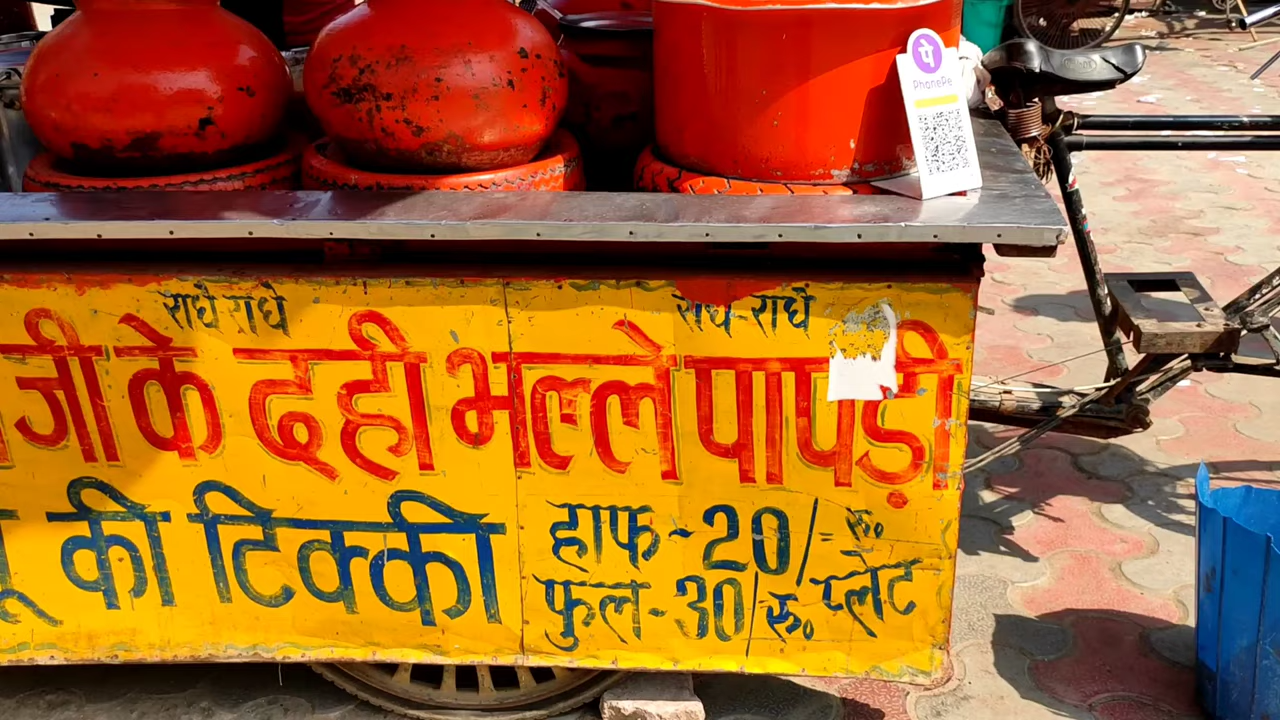 राधे राधे राधे-राधे
जी के दही भल्ले पापड़ी
की टिक्की
हाफ-20/-रु.
फुल-30/रु. प्लेट
पे
PhonePe